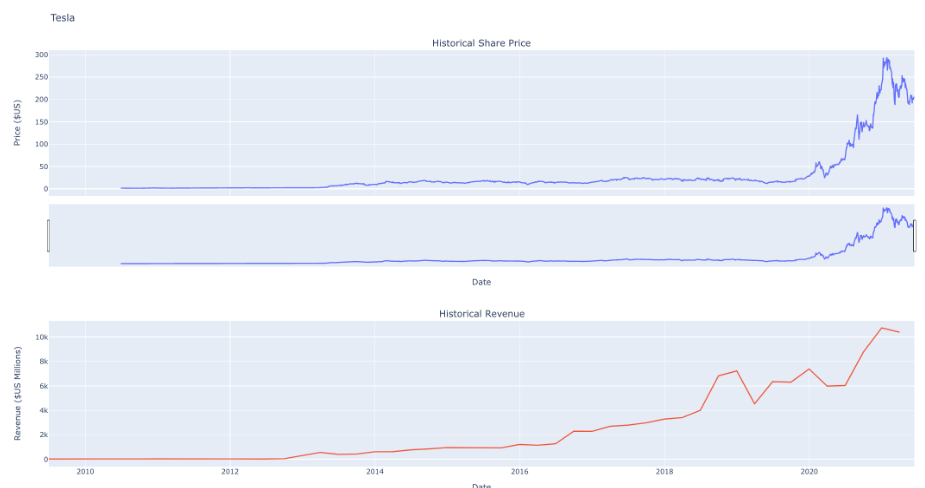 Tesla
Historical Share Price
300
250
200
150
100
50
0
Price ($US)
Date
Historical Revenue
10k
8k
6k
4k
2k
0
Revenue ($US Millions)
2010 2012 2014 2016 2018 2020
Date